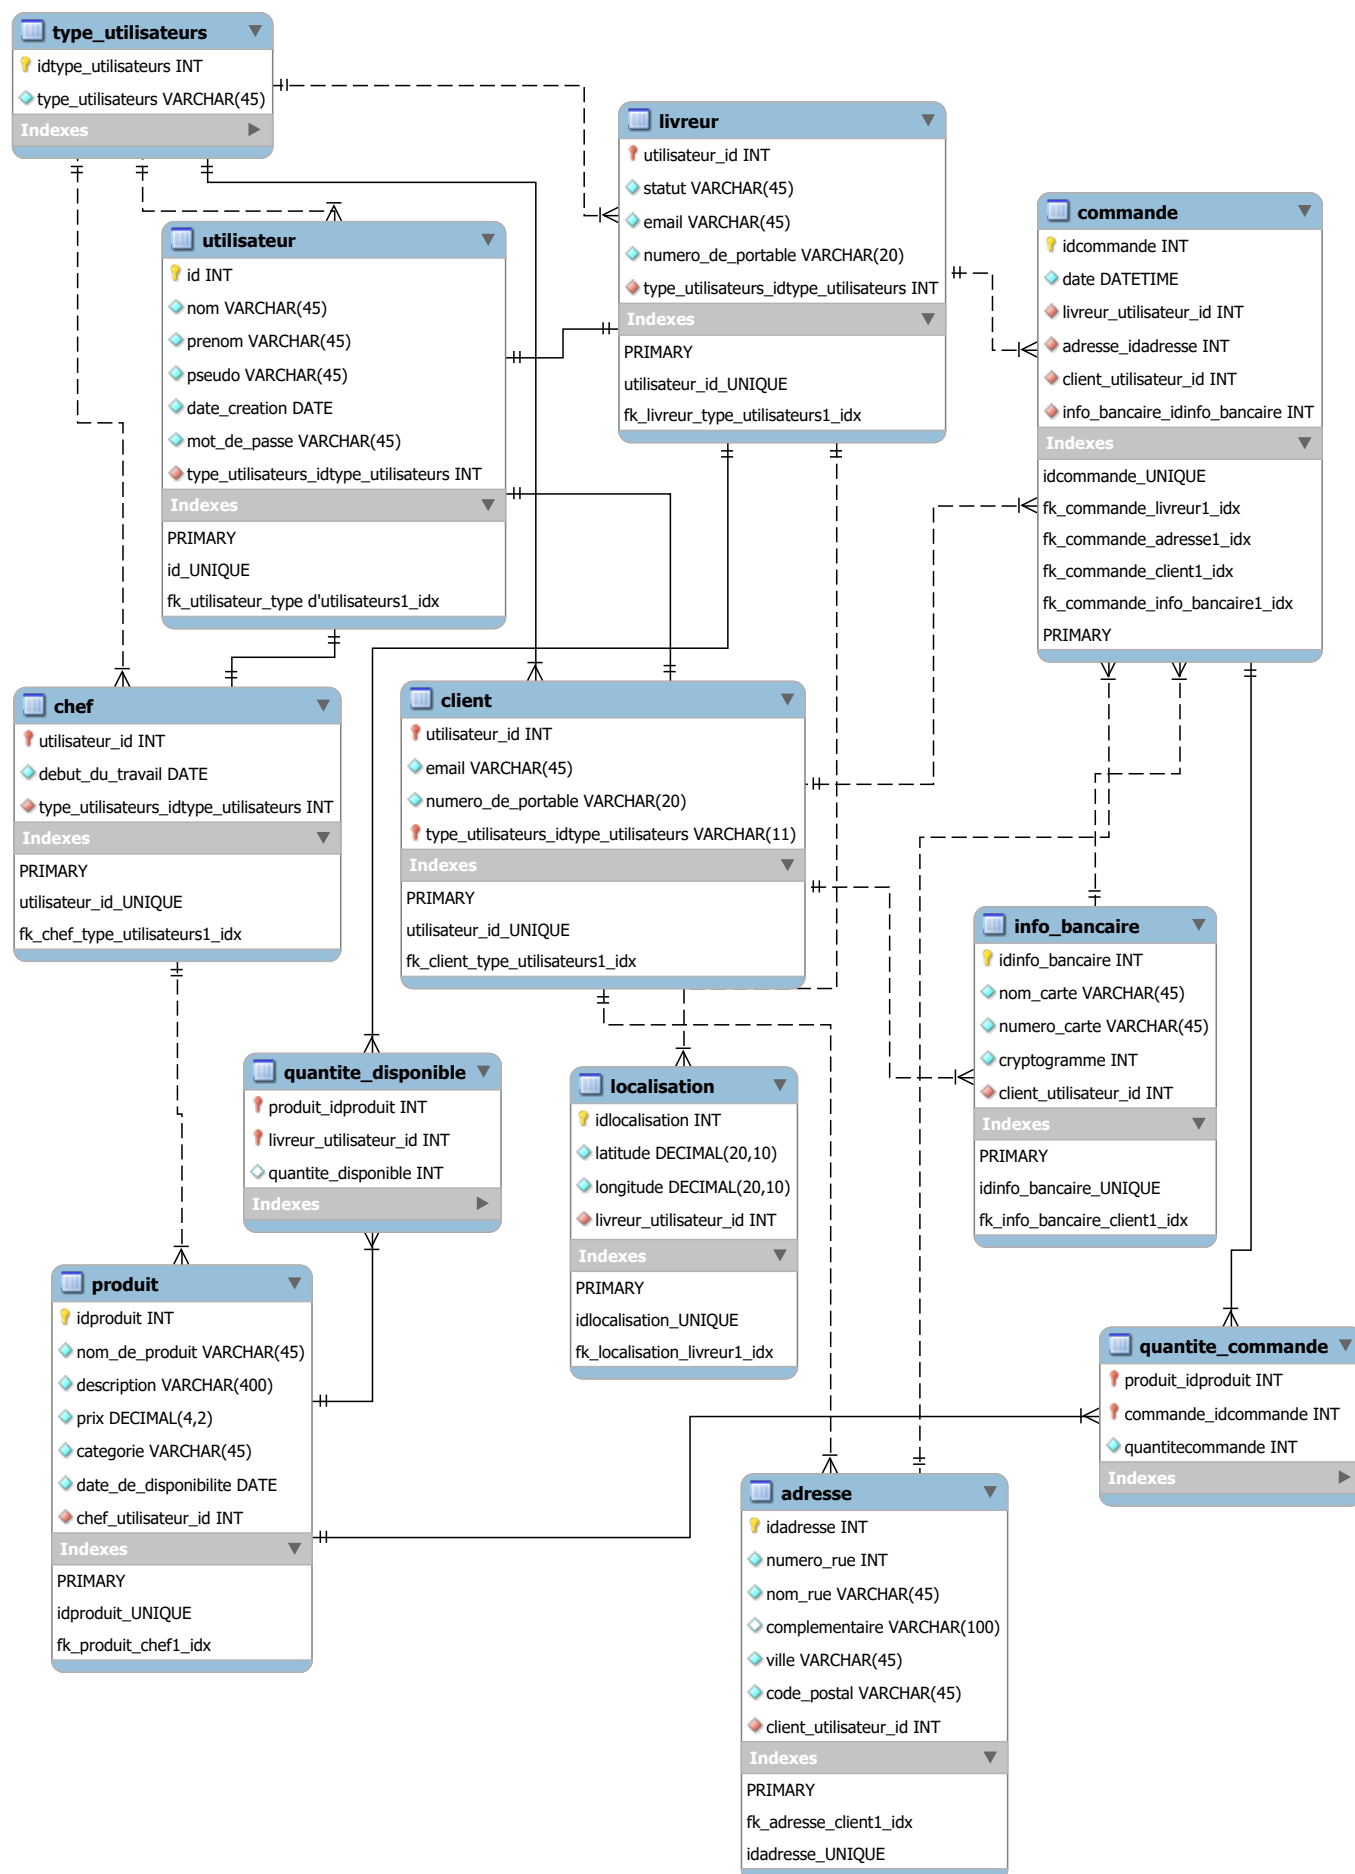 type_utilisateurs
idtype_utilisateurs INT
type_utilisateurs VARCHAR(45)
Indexes
livreur
utilisateur_id INT
statut VARCHAR(45)
email VARCHAR(45)
numero_de_portable VARCHAR(20)
type_utilisateurs_idtype_utilisateurs INT
Indexes
PRIMARY
utilisateur_id_UNIQUE
fk_livreur_type_utilisateurs1_idx
commande
idcommande INT
date DATETIME
livreur_utilisateur_id INT
adresse_idadresse INT
client_utilisateur_id INT
info_bancaire_idinfo_bancaire INT
Indexes
idcommande_UNIQUE
fk_commande_livreur1_idx
fk_commande_adresse1_idx
fk_commande_client1_idx
fk_commande_info_bancaire1_idx
PRIMARY
utilisateur
id INT
nom VARCHAR(45)
prenom VARCHAR(45)
pseudo VARCHAR(45)
date_creation DATE
mot_de_passe VARCHAR(45)
type_utilisateurs_idtype_utilisateurs INT
Indexes
PRIMARY
id_UNIQUE
fk_utilisateur_type d'utilisateurs1_idx
chef
utilisateur_id INT
debut_du_travail DATE
type_utilisateurs_idtype_utilisateurs INT
Indexes
PRIMARY
utilisateur_id_UNIQUE
fk_chef_type_utilisateurs1_idx
client
utilisateur_id INT
email VARCHAR(45)
numero_de_portable VARCHAR(20)
type_utilisateurs_idtype_utilisateurs VARCHAR(11)
Indexes
PRIMARY
utilisateur_id_UNIQUE
fk_client_type_utilisateurs1_idx
info_bancaire
idinfo_bancaire INT
nom_carte VARCHAR(45)
numero_carte VARCHAR(45)
cryptogramme INT
client_utilisateur_id INT
Indexes
PRIMARY
idinfo_bancaire_UNIQUE
fk_info_bancaire_client1_idx
quantite_disponible
produit_idproduit INT
livreur_utilisateur_id INT
quantite_disponible INT
Indexes
localisation
idlocalisation INT
latitude DECIMAL(20,10)
longitude DECIMAL(20,10)
livreur_utilisateur_id INT
Indexes
PRIMARY
idlocalisation_UNIQUE
fk_localisation_livreur1_idx
produit
idproduit INT
nom_de_produit VARCHAR(45)
description VARCHAR(400)
prix DECIMAL(4,2)
categorie VARCHAR(45)
date_de_disponibilite DATE
chef_utilisateur_id INT
Indexes
PRIMARY
idproduit_UNIQUE
fk_produit_chef1_idx
quantite_commande
produit_idproduit INT
commande_idcommande INT
quantitecommande INT
Indexes
adresse
idadresse INT
numero_rue INT
nom_rue VARCHAR(45)
complementaire VARCHAR(100)
ville VARCHAR(45)
code_postal VARCHAR(45)
client_utilisateur_id INT
Indexes
PRIMARY
fk_adresse_client1_idx
idadresse_UNIQUE